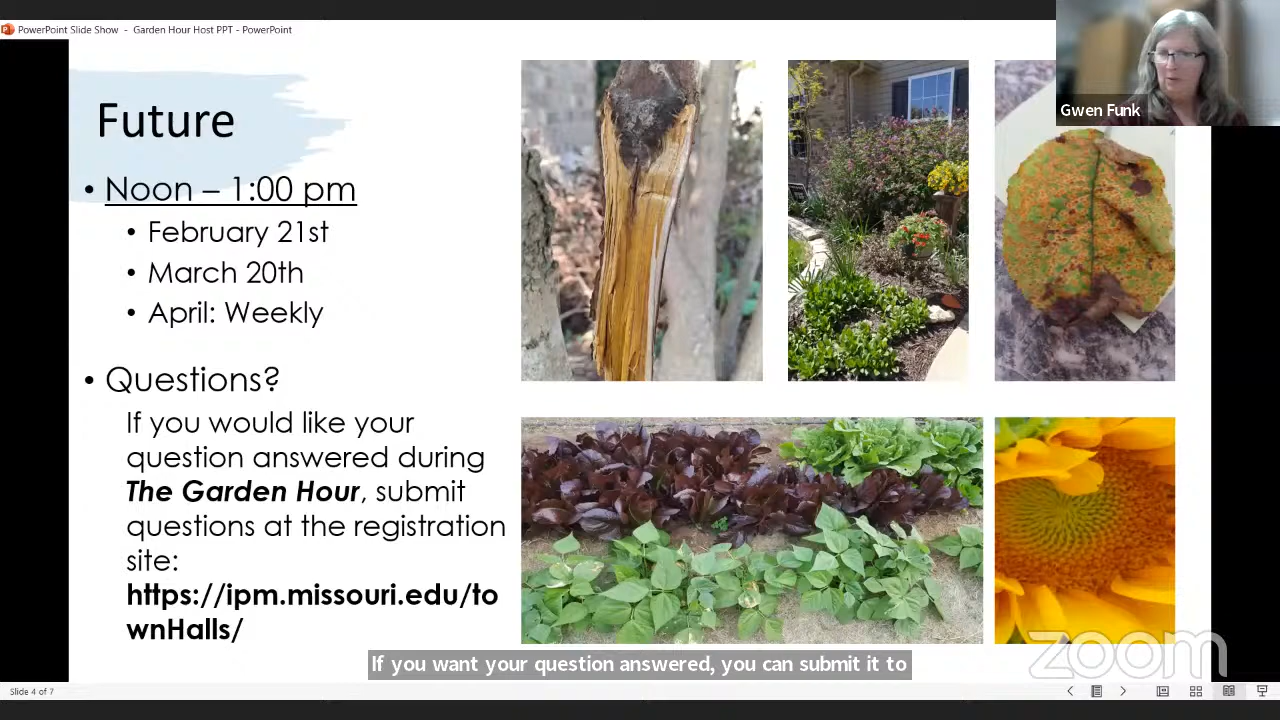 PowerPoint Slide Show - Garden Hour Host PPT - PowerPoint
Gwen Funk
Future
• Noon – 1:00 pm
• February 21st
• March 20th
• April: Weekly
• Questions?
If you would like your
question answered during
The Garden Hour, submit
questions at the registration
site:
https://ipm.missouri.edu/to
wnHalls/
zoom
If you want your question answered, you can submit it to
Slide 4 of 7